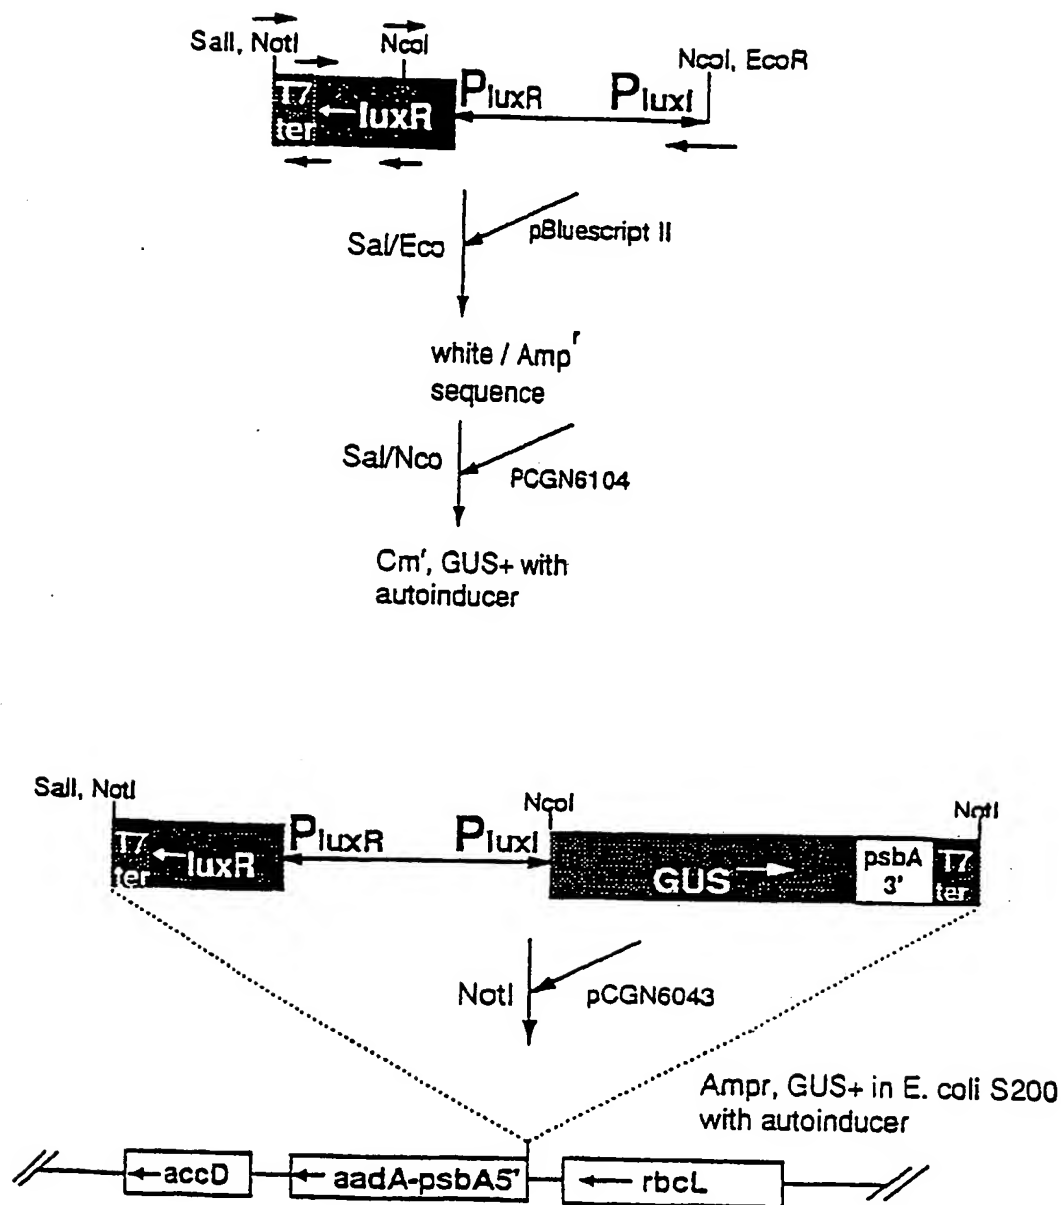 SalI, NotI
NcoI
NcoI, EcoR
T7
ter
luxR
PluxR
PluxI
Sal/Eco
pBluescript II
white / Ampr
sequence
Sal/Nco
PCGN6104
Cmr, GUS+ with
autoinducer
SalI, NotI
NcoI
NotI
T7
ter
luxR
PluxR
PluxI
GUS
psbA
3'
T7
ter
NotI
pCGN6043
Ampr, GUS+ in E. coli S200
with autoinducer
accD
aadA-psbA5'
rbcL